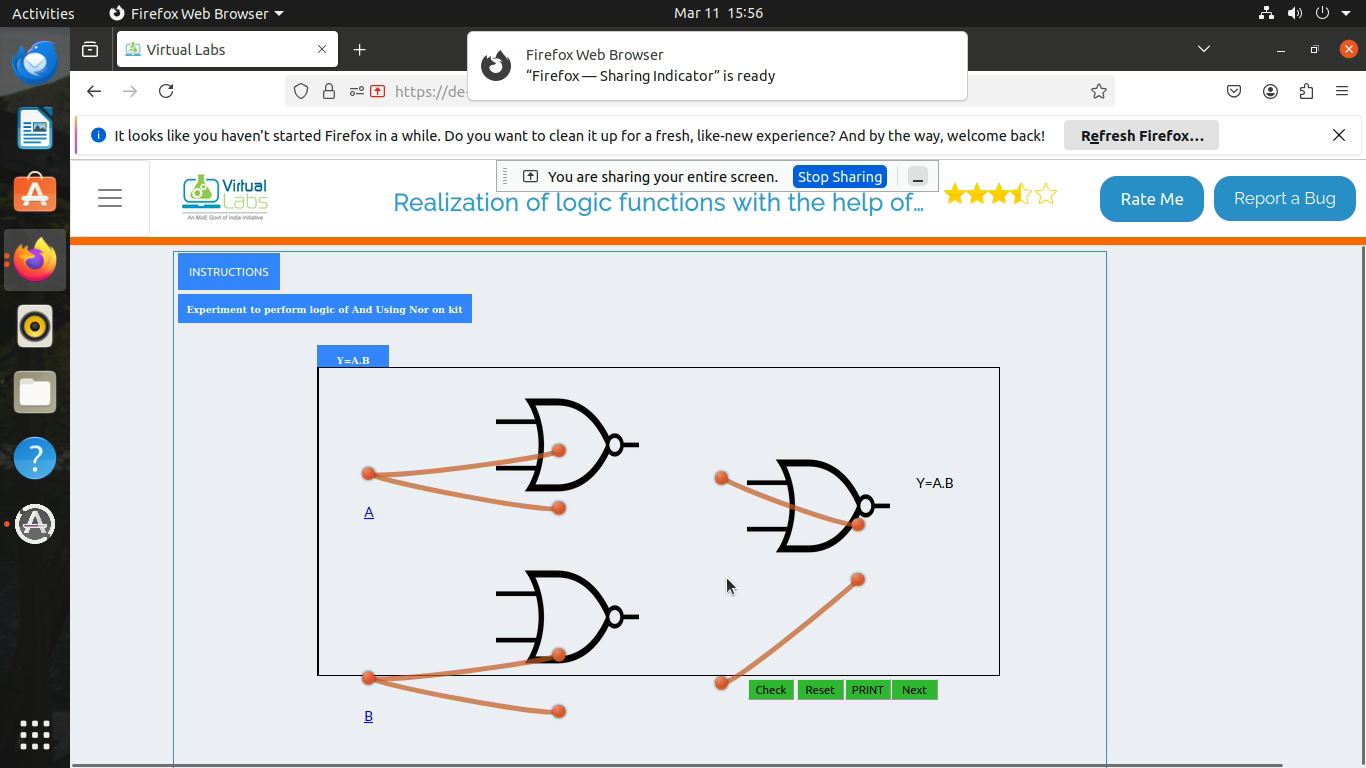 Activities
Firefox Web Browser
Mar 11 15:56
Virtual Labs
Firefox Web Browser
“Firefox — Sharing Indicator” is ready
https://de-
It looks like you haven’t started Firefox in a while. Do you want to clean it up for a fresh, like-new experience? And by the way, welcome back!
Refresh Firefox…
You are sharing your entire screen.
Stop Sharing
Virtual
Labs
An MoE Govt of India Initiative
Realization of logic functions with the help of…
Rate Me
Report a Bug
INSTRUCTIONS
Experiment to perform logic of And Using Nor on kit
Y=A.B
Y=A.B
A
B
Check
Reset
PRINT
Next